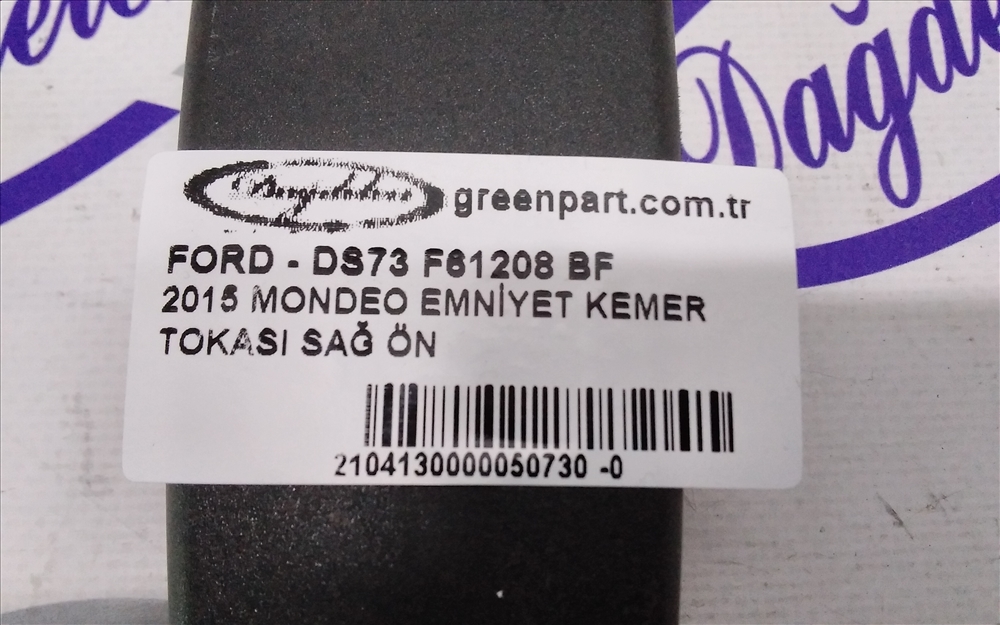 greenpart.com.tr
FORD - DS73 F61208 BF
2015 MONDEO EMNİYET KEMER
TOKASI SAĞ ÖN
2104130000050730 -0